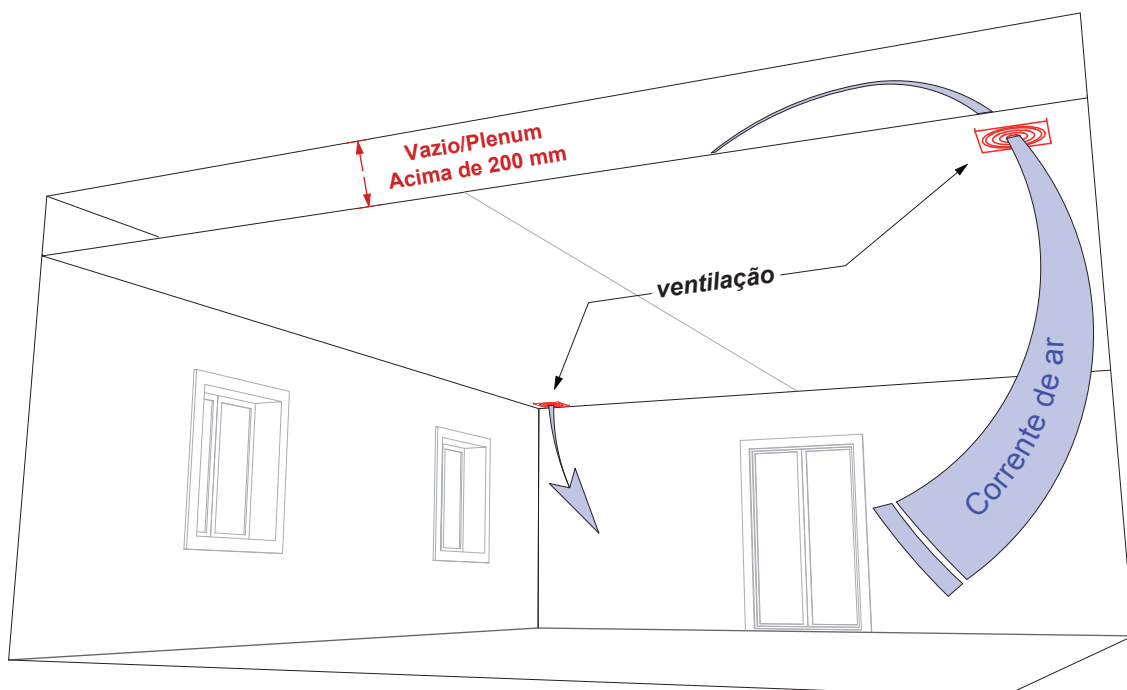 Vazio/Plenum
Acima de 200 mm
ventilação
Corrente de ar